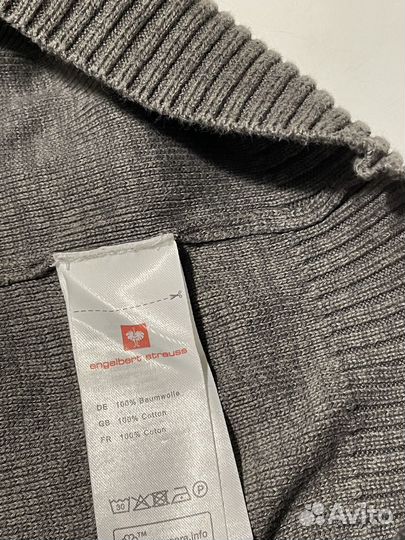 engelbert strauss
DE 100% Baumwolle
GB 100% Cotton
FR 100% Coton
30
P
Avito